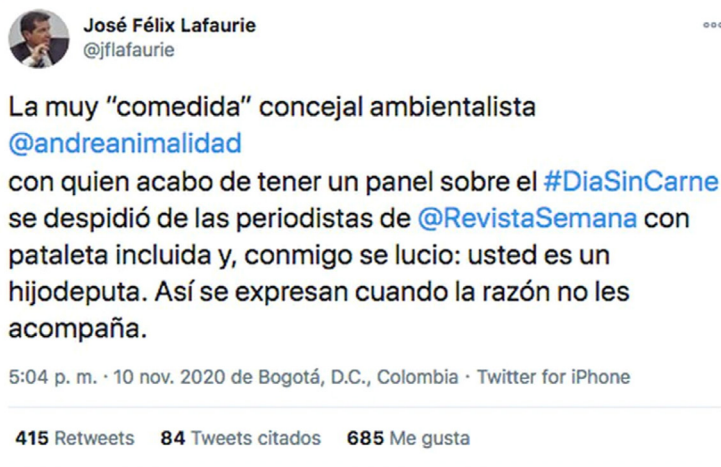 José Félix Lafaurie
@jflafaurie
La muy "comedida" concejal ambientalista
@andreanimalidad
con quien acabo de tener un panel sobre el #DiaSinCarne
se despidió de las periodistas de @RevistaSemana con
pataleta incluida y, conmigo se lucio: usted es un
hijodeputa. Así se expresan cuando la razón no les
acompaña.
5:04 p. m. · 10 nov. 2020 de Bogotá, D.C., Colombia · Twitter for iPhone
415 Retweets 84 Tweets citados 685 Me gusta